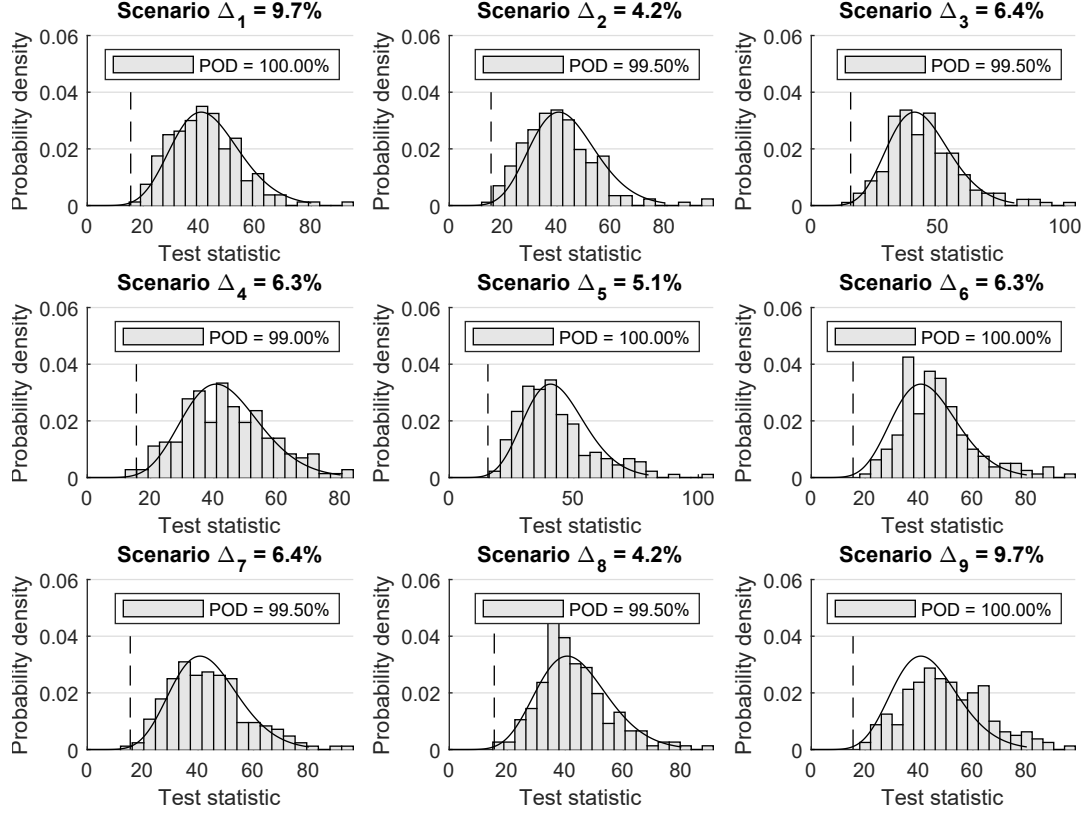 Scenario Δ1 = 9.7%
0.06
POD = 100.00%
0.04
0.02
0
Probability density
0 20 40 60 80
Test statistic
Scenario Δ2 = 4.2%
0.06
POD = 99.50%
0.04
0.02
0
Probability density
0 20 40 60 80
Test statistic
Scenario Δ3 = 6.4%
0.06
POD = 99.50%
0.04
0.02
0
Probability density
0 50 100
Test statistic
Scenario Δ4 = 6.3%
0.06
POD = 99.00%
0.04
0.02
0
Probability density
0 20 40 60 80
Test statistic
Scenario Δ5 = 5.1%
0.06
POD = 100.00%
0.04
0.02
0
Probability density
0 50 100
Test statistic
Scenario Δ6 = 6.3%
0.06
POD = 100.00%
0.04
0.02
0
Probability density
0 20 40 60 80
Test statistic
Scenario Δ7 = 6.4%
0.06
POD = 99.50%
0.04
0.02
0
Probability density
0 20 40 60 80
Test statistic
Scenario Δ8 = 4.2%
0.06
POD = 99.50%
0.04
0.02
0
Probability density
0 20 40 60 80
Test statistic
Scenario Δ9 = 9.7%
0.06
POD = 100.00%
0.04
0.02
0
Probability density
0 20 40 60 80
Test statistic